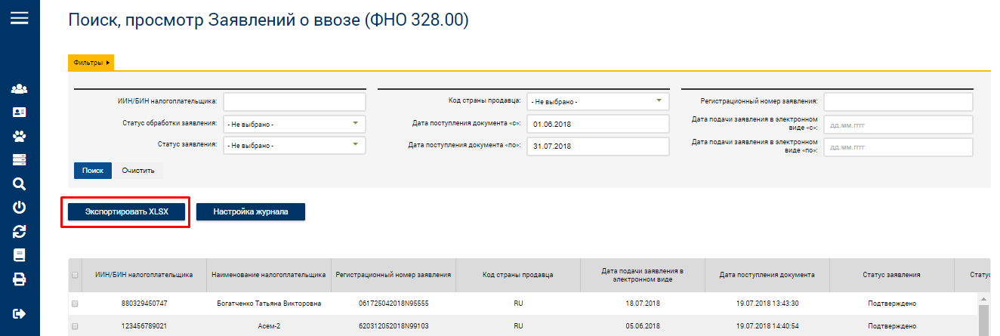 Поиск, просмотр Заявлений о ввозе (ФНО 328.00)
Фильтры
ИИН/БИН налогоплательщика:
Статус обработки заявления: - Не выбрано -
Статус заявления: - Не выбрано -
Код страны продавца: - Не выбрано -
Дата поступления документа «с»: 01.06.2018
Дата поступления документа «по»: 31.07.2018
Регистрационный номер заявления:
Дата подачи заявления в электронном
виде «с»: дд.мм.гггг
Дата подачи заявления в электронном
виде «по»: дд.мм.гггг
Поиск Очистить
Экспортировать XLSX Настройка журнала
ИИН/БИН налогоплательщика Наименование налогоплательщика Регистрационный номер заявления Код страны продавца Дата подачи заявления в
электронном виде Дата поступления документа Статус заявления Статус
880329450747 Богатченко Татьяна Викторовна 061725042018N95555 RU 18.07.2018 19.07.2018 13:43:30 Подтверждено
123456789021 Асем-2 620312052018N99103 RU 05.06.2018 19.07.2018 14:40:54 Подтверждено